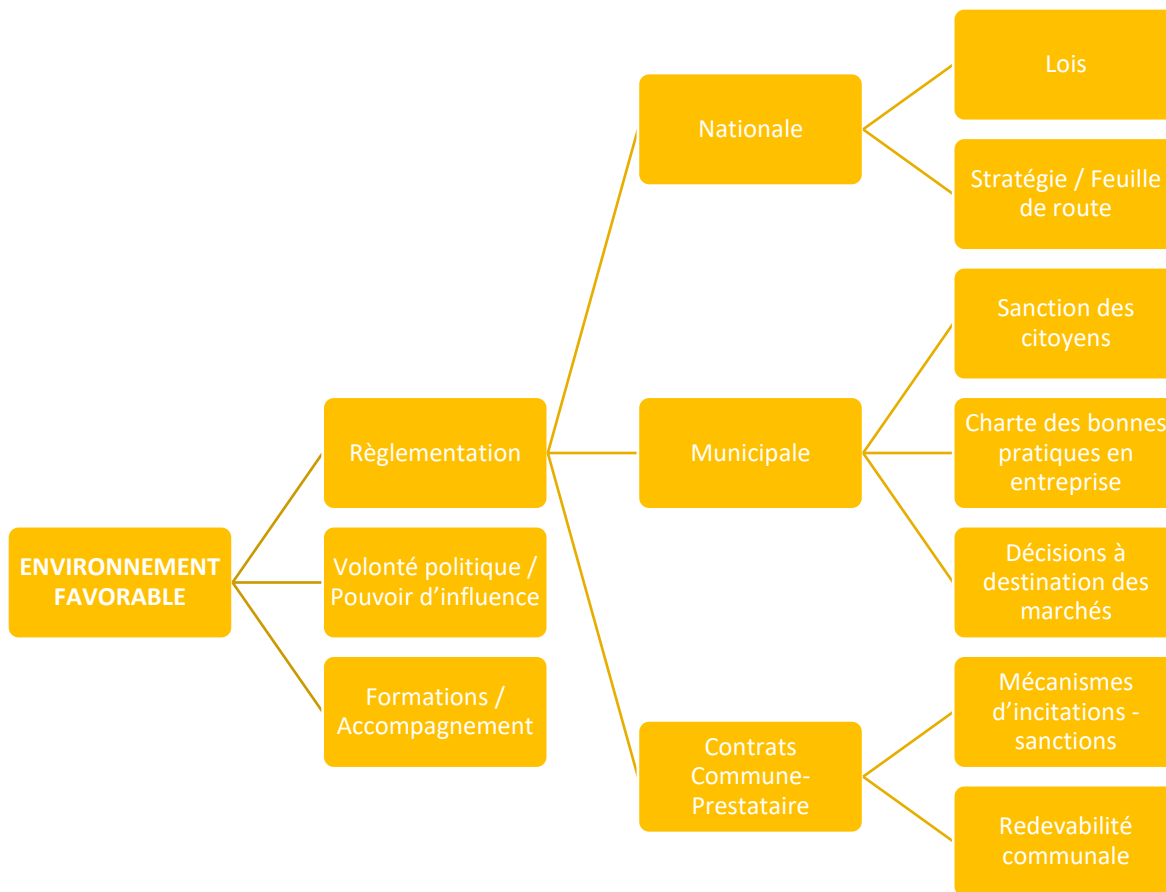 ENVIRONNEMENT
FAVORABLE
Règlementation
Volonté politique /
Pouvoir d’influence
Formations /
Accompagnement
Nationale
Municipale
Contrats
Commune-
Prestataire
Lois
Stratégie / Feuille
de route
Sanction des
citoyens
Charte des bonnes
pratiques en
entreprise
Décisions à
destination des
marchés
Mécanismes
d’incitations -
sanctions
Redevabilité
communale